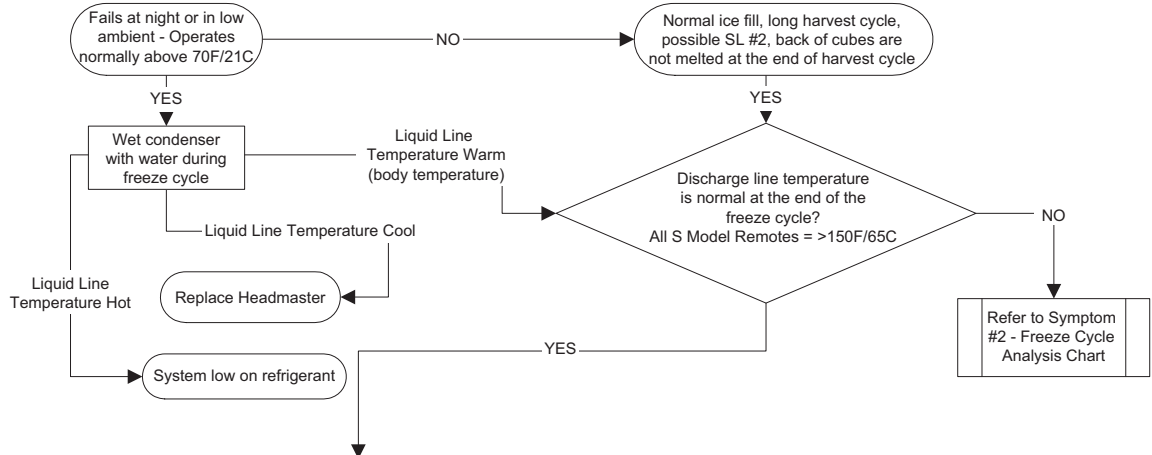 Fails at night or in low
ambient - Operates
normally above 70F/21C
NO
Normal ice fill, long harvest cycle,
possible SL #2, back of cubes are
not melted at the end of harvest cycle
YES
YES
Wet condenser
with water during
freeze cycle
Liquid Line
Temperature Warm
(body temperature)
Discharge line temperature
is normal at the end of the
freeze cycle?
All S Model Remotes = >150F/65C
NO
Liquid Line Temperature Cool
Liquid Line
Temperature Hot
Replace Headmaster
Refer to Symptom
#2 - Freeze Cycle
Analysis Chart
YES
System low on refrigerant